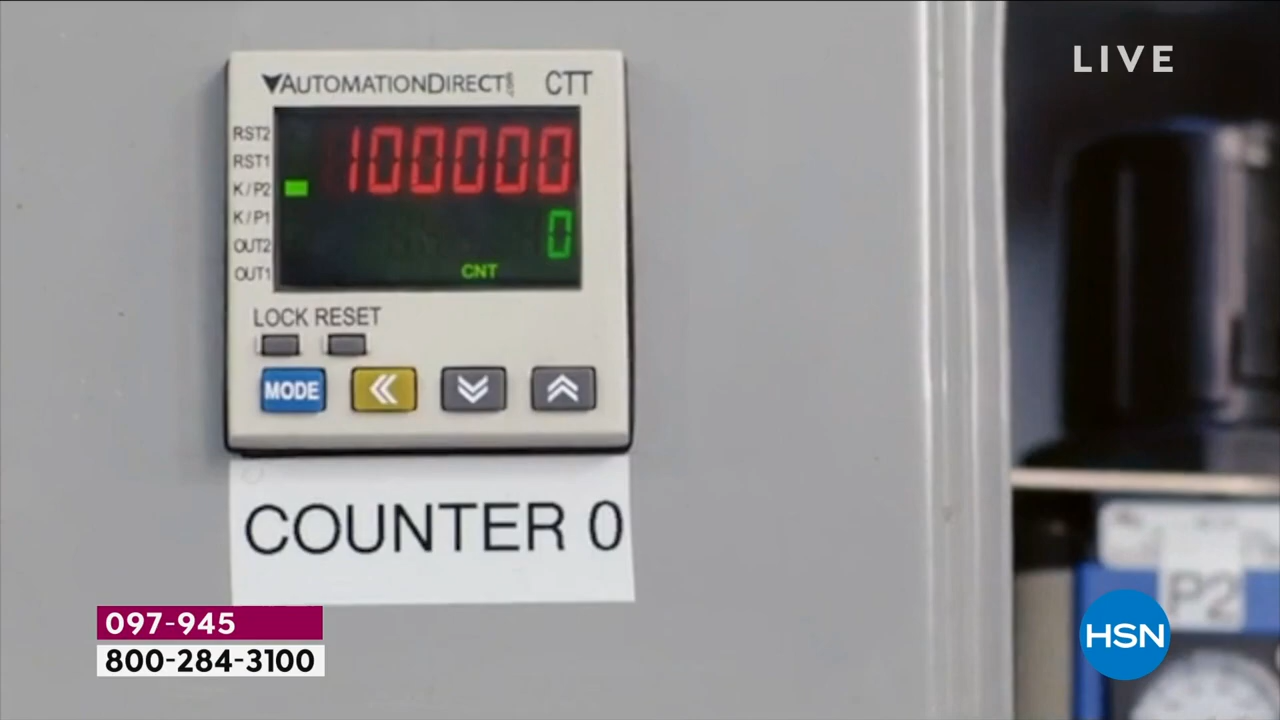 LIVE
AUTOMATIONDIRECT CTT
RST2
100000
RST1
K/P2
K/P1
0
OUT2
OUT1
CNT
LOCK RESET
MODE
COUNTER 0
P2
097-945
800-284-3100
HSN